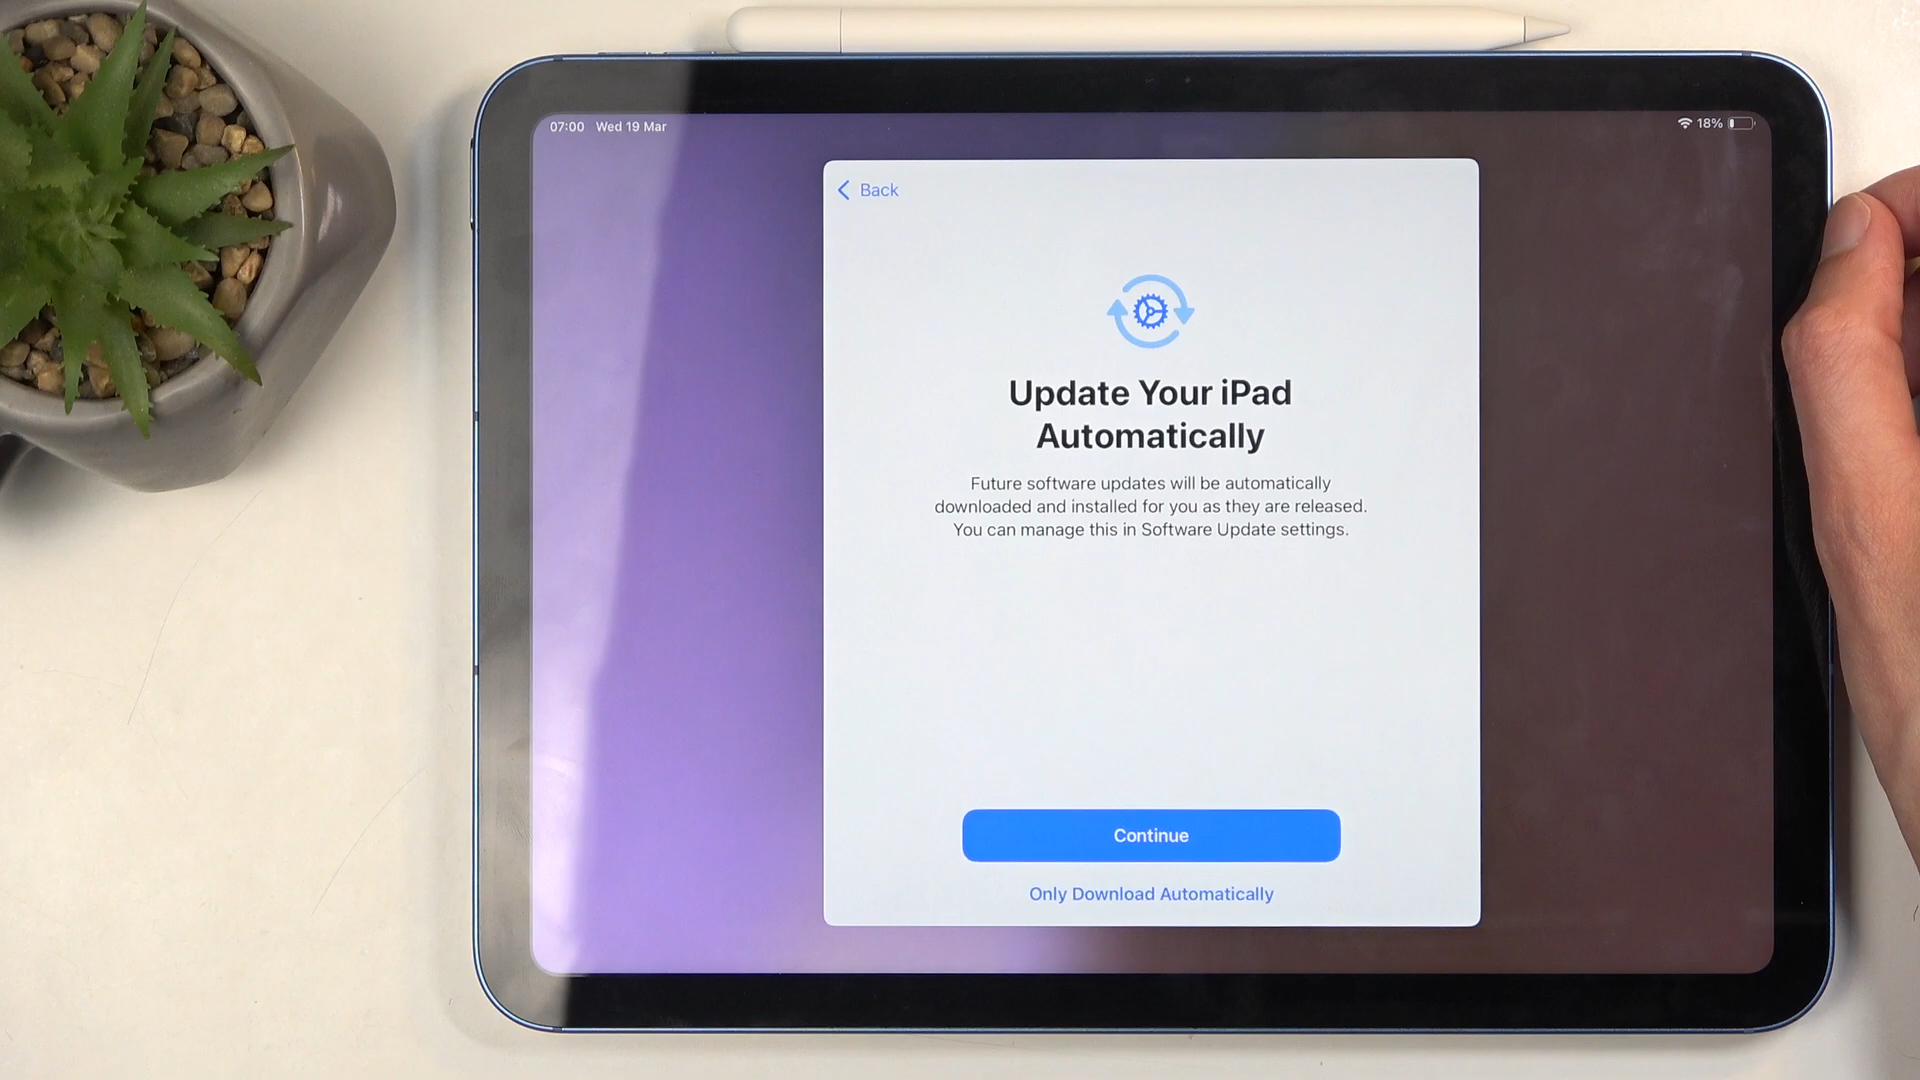 07:00 Wed 19 Mar
18%
Back
Update Your iPad
Automatically
Future software updates will be automatically
downloaded and installed for you as they are released.
You can manage this in Software Update settings.
Continue
Only Download Automatically